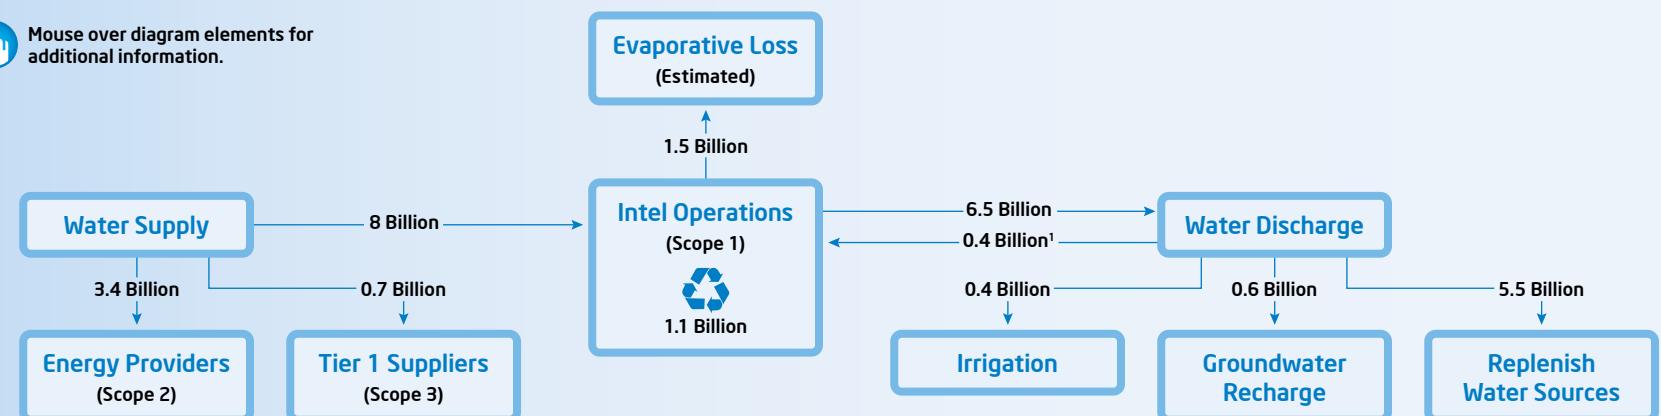 Mouse over diagram elements for
additional information.
Evaporative Loss
(Estimated)
1.5 Billion
Water Supply
8 Billion
Intel Operations
(Scope 1)
1.1 Billion
6.5 Billion
0.4 Billion¹
Water Discharge
3.4 Billion
0.7 Billion
0.4 Billion
0.6 Billion
5.5 Billion
Energy Providers
(Scope 2)
Tier 1 Suppliers
(Scope 3)
Irrigation
Groundwater
Recharge
Replenish
Water Sources